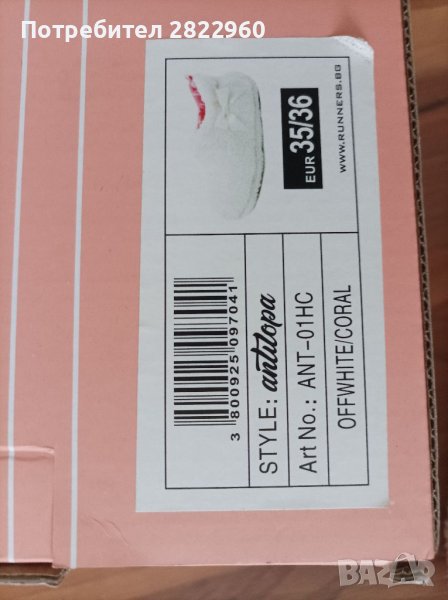 Потребител 2822960
EUR 35/36
WWW.RUNNERS.BG
3 800925 097041
STYLE: antilopa
Art No.: ANT-01HC
OFFWHITE/CORAL
BAZAR